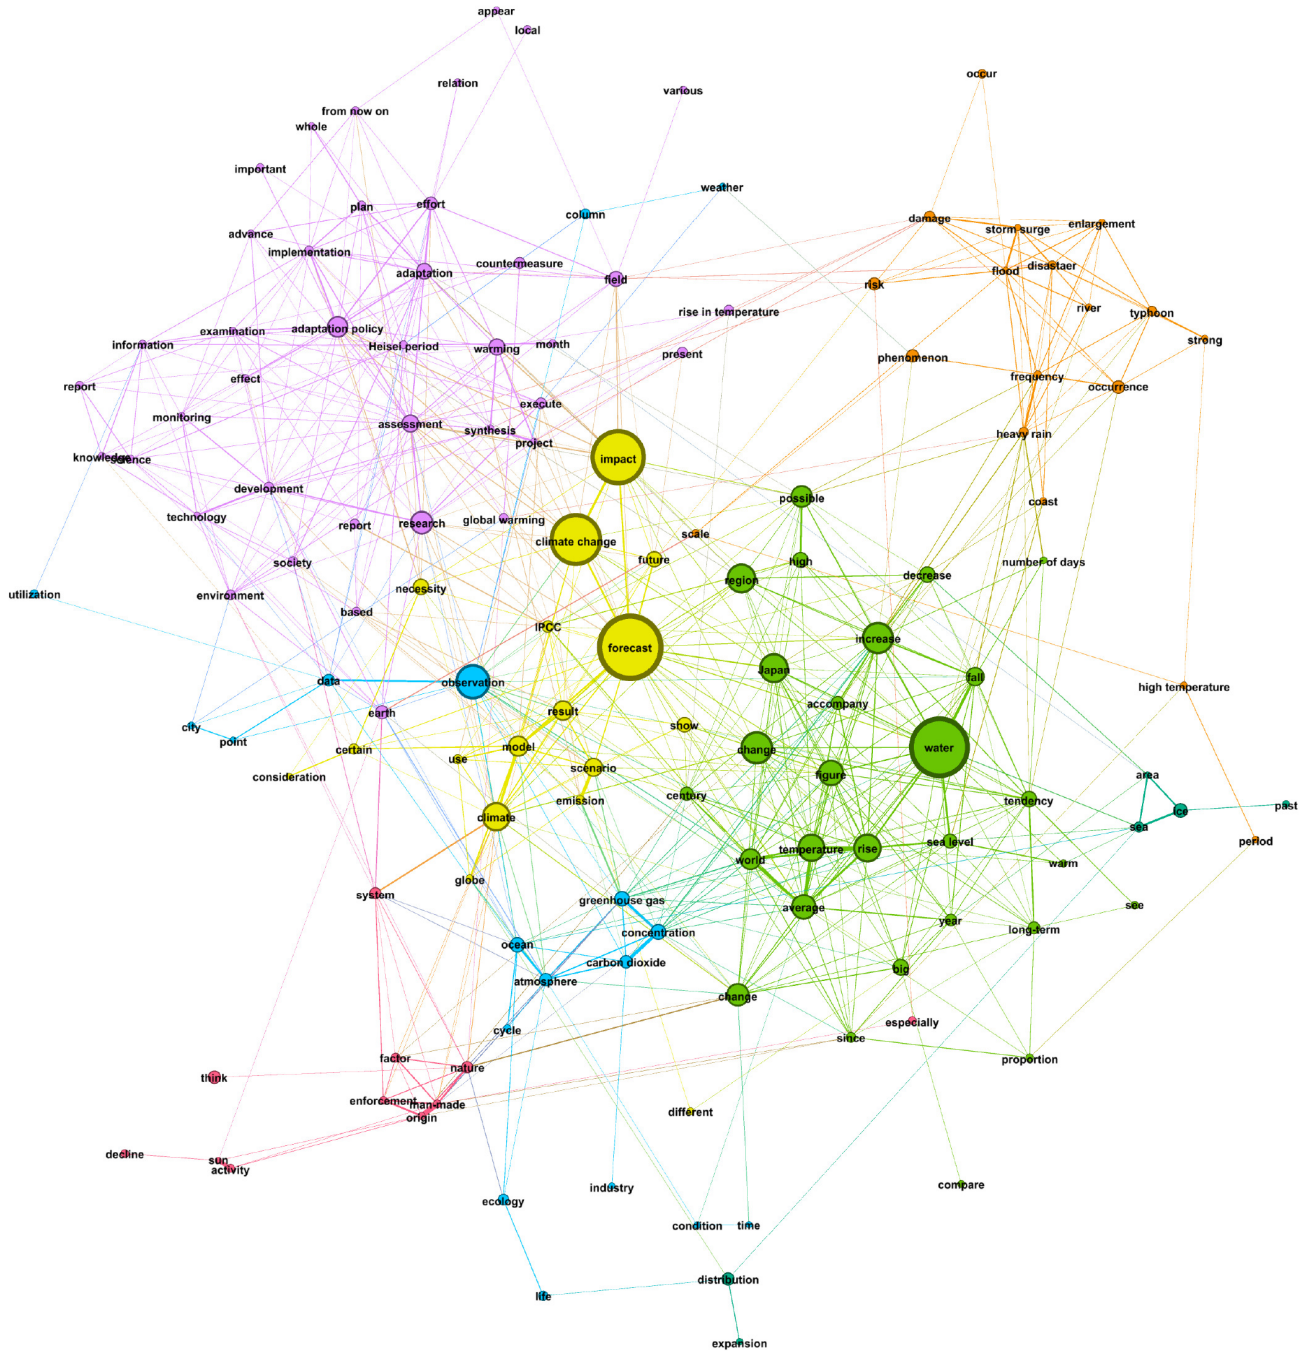 appear
local
occur
relation
various
from now on
whole
important
weather
plan
effort
column
damage
storm surge
enlargement
advance
implementation
countermeasure
adaptation
field
flood
disastaer
risk
rise in temperature
river
typhoon
adaptation policy
examination
information
Heisei period
warming
month
present
strong
phenomenon
effect
report
frequency
occurrence
monitoring
execute
assessment
synthesis
project
heavy rain
knowledge
science
impact
development
possible
coast
technology
report
research
global warming
climate change
scale
society
future
high
number of days
necessity
region
decrease
utilization
environment
based
IPCC
increase
forecast
data
observation
Japan
fall
high temperature
accompany
earth
result
city
point
show
certain
model
change
water
use
scenario
figure
consideration
area
emission
century
tendency
ice
past
climate
sea
temperature
rise
sea level
period
world
warm
globe
system
greenhouse gas
average
see
year
long-term
concentration
ocean
carbon dioxide
big
atmosphere
change
especially
cycle
since
factor
nature
proportion
think
enforcement
man-made
origin
different
decline
sun
activity
compare
industry
ecology
condition
time
distribution
life
expansion